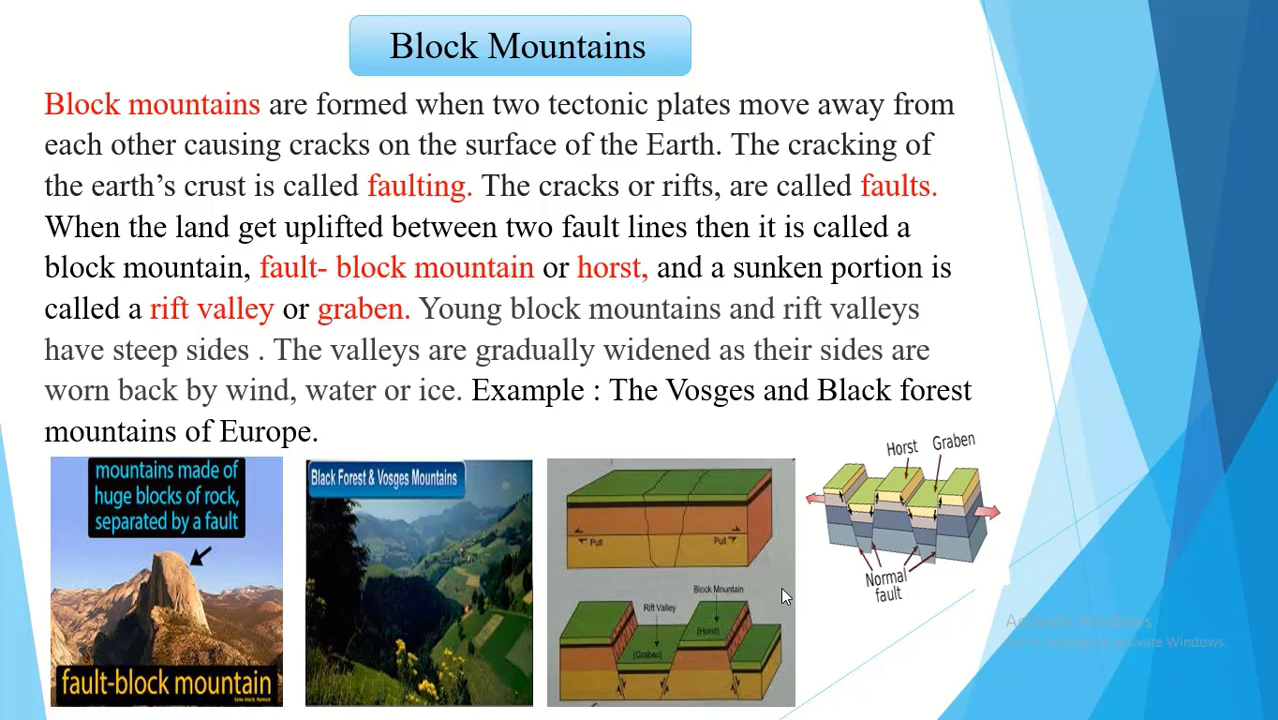 Block Mountains
Block mountains are formed when two tectonic plates move away from
each other causing cracks on the surface of the Earth. The cracking of
the earth’s crust is called faulting. The cracks or rifts, are called faults.
When the land get uplifted between two fault lines then it is called a
block mountain, fault- block mountain or horst, and a sunken portion is
called a rift valley or graben. Young block mountains and rift valleys
have steep sides . The valleys are gradually widened as their sides are
worn back by wind, water or ice. Example : The Vosges and Black forest
mountains of Europe.
mountains made of
huge blocks of rock,
separated by a fault
fault-block mountain
Black Forest & Vosges Mountains
Pull
Pull
Block Mountain
Rift Valley
(Horst)
(Graben)
Horst
Graben
Normal
fault
Activate Windows
Activate Windows.